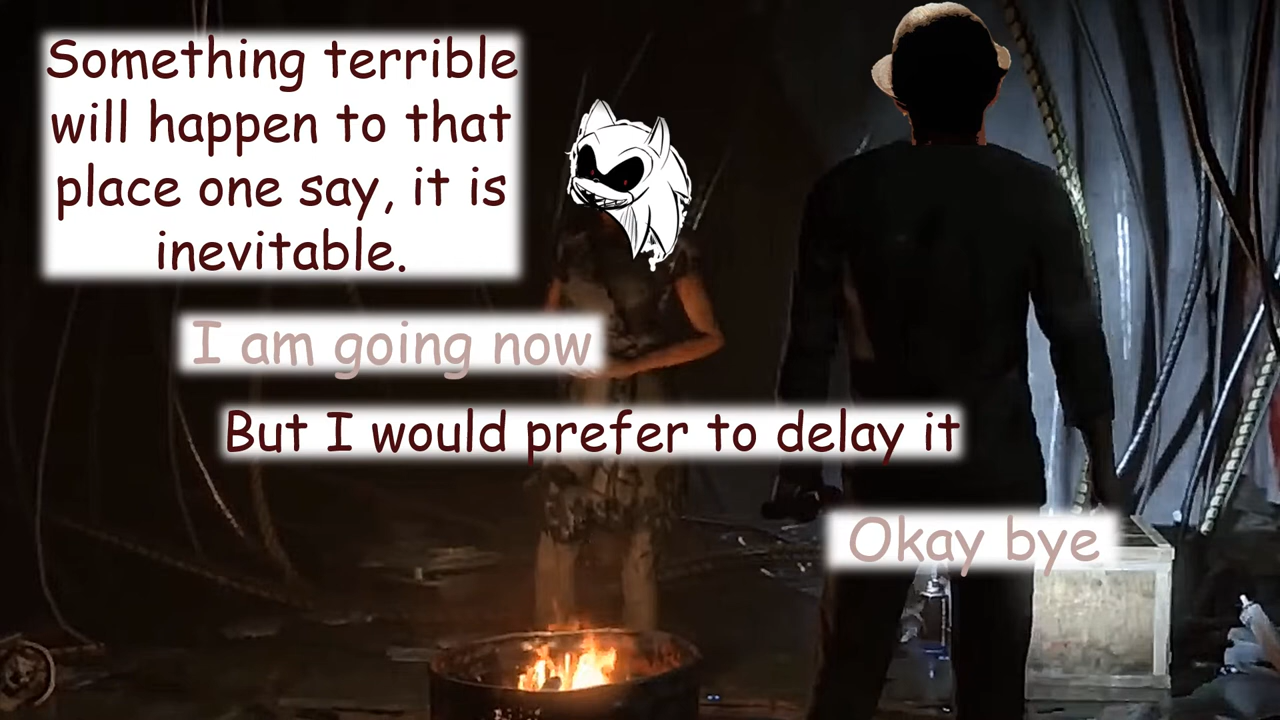 Something terrible
will happen to that
place one say, it is
inevitable.
I am going now
But I would prefer to delay it
Okay bye